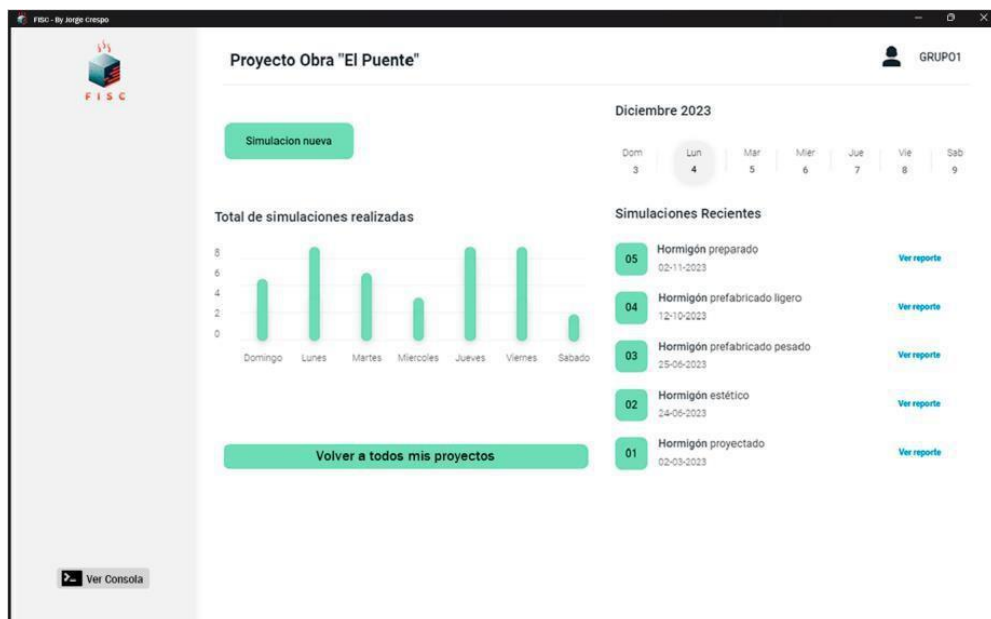 FISC - By Jorge Crespo
FISC
Proyecto Obra "El Puente"
GRUPO1
Simulacion nueva
Diciembre 2023
Dom Lun Mar Mier Jue Vie Sab
3 4 5 6 7 8 9
Total de simulaciones realizadas
8
6
4
2
0
Domingo Lunes Martes Miercoles Jueves Viernes Sabado
Volver a todos mis proyectos
Simulaciones Recientes
05 Hormigón preparado Ver reporte
02-11-2023
04 Hormigón prefabricado ligero Ver reporte
12-10-2023
03 Hormigón prefabricado pesado Ver reporte
25-06-2023
02 Hormigón estético Ver reporte
24-06-2023
01 Hormigón proyectado Ver reporte
02-03-2023
Ver Consola